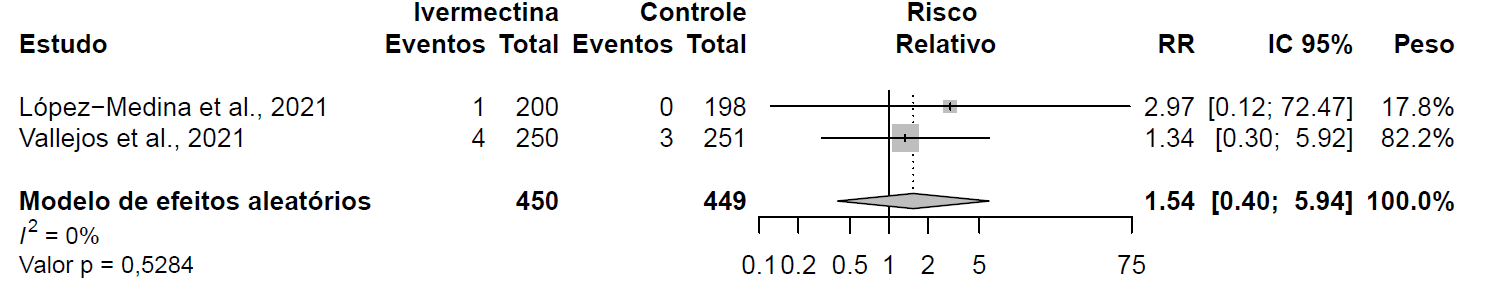 Ivermectina Controle Risco
Estudo Eventos Total Eventos Total Relativo RR IC 95% Peso
López−Medina et al., 2021 1 200 0 198 2.97 [0.12; 72.47] 17.8%
Vallejos et al., 2021 4 250 3 251 1.34 [0.30; 5.92] 82.2%
Modelo de efeitos aleatórios 450 449 1.54 [0.40; 5.94] 100.0%
I² = 0%
Valor p = 0,5284
0.1 0.2 0.5 1 2 5 75